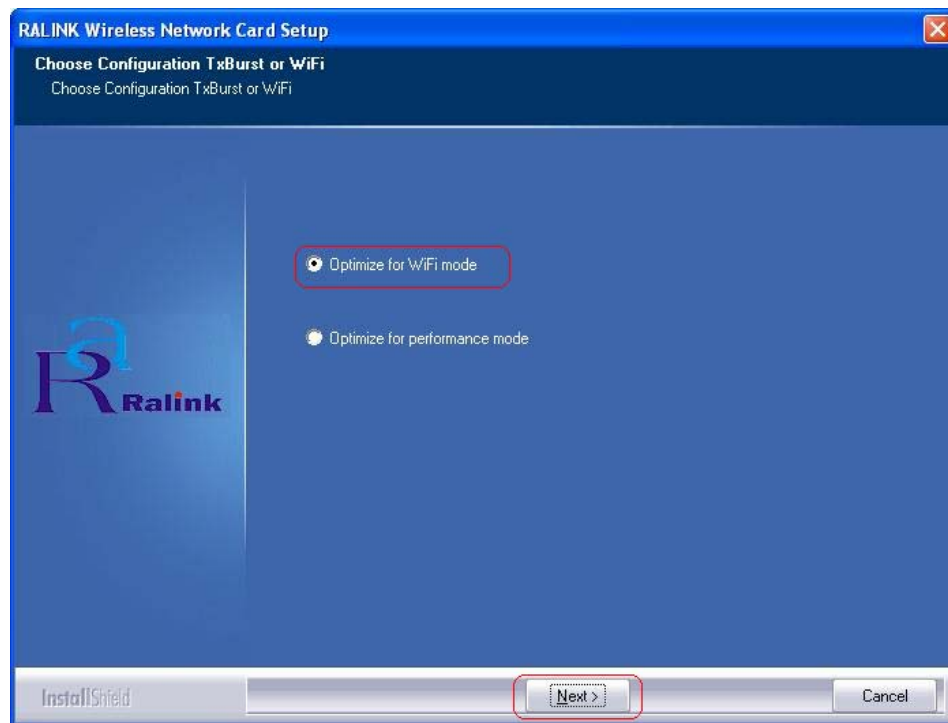 RALINK Wireless Network Card Setup
Choose Configuration TxBurst or WiFi
Choose Configuration TxBurst or WiFi
Optimize for WiFi mode
Optimize for performance mode
Ralink
InstallShield
Next >
Cancel